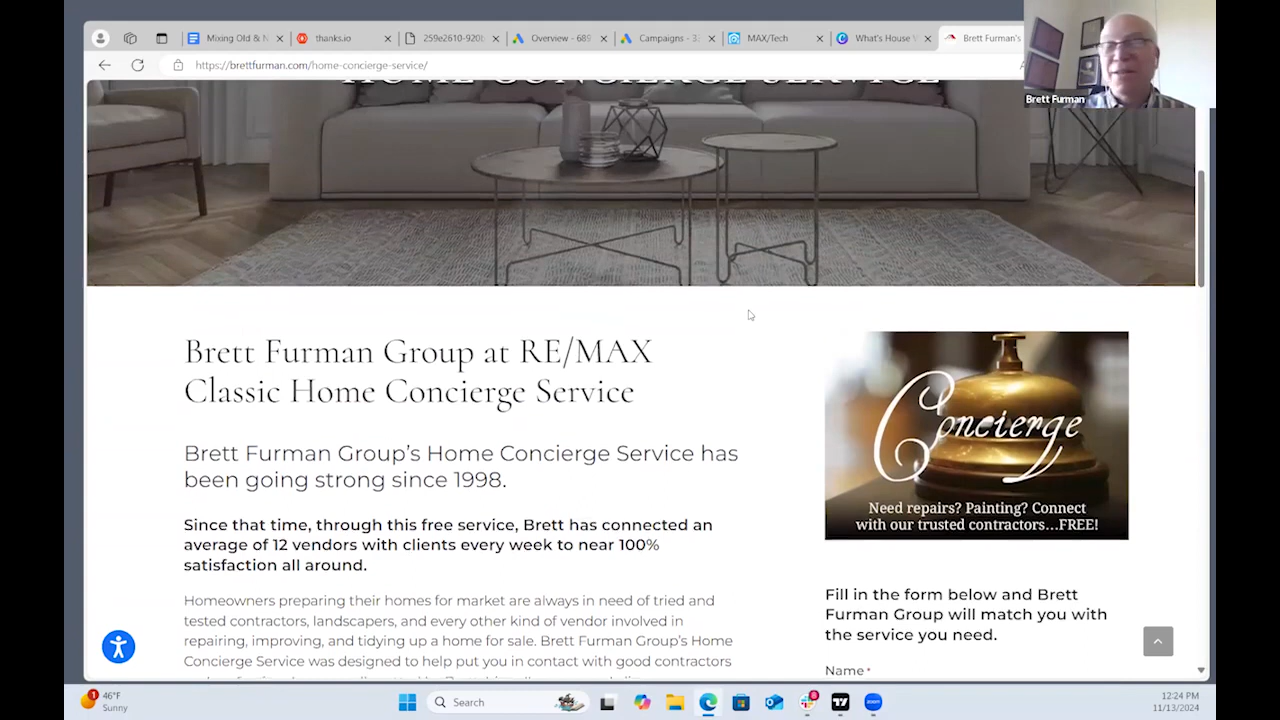 Mixing Old & N
thanks.io
259e2610-920b
Overview - 689
Campaigns - 3
MAX/Tech
What's House V
Brett Furman's
https://brettfurman.com/home-concierge-service/
Brett Furman
HOME CONCIERGE SERVICE
Brett Furman Group at RE/MAX
Classic Home Concierge Service
Brett Furman Group's Home Concierge Service has
been going strong since 1998.
Since that time, through this free service, Brett has connected an
average of 12 vendors with clients every week to near 100%
satisfaction all around.
Homeowners preparing their homes for market are always in need of tried and
tested contractors, landscapers, and every other kind of vendor involved in
repairing, improving, and tidying up a home for sale. Brett Furman Group's Home
Concierge Service was designed to help put you in contact with good contractors
Concierge
Need repairs? Painting? Connect
with our trusted contractors...FREE!
Fill in the form below and Brett
Furman Group will match you with
the service you need.
Name *
1
46°F
Sunny
Search
8
zoom
12:24 PM
11/13/2024